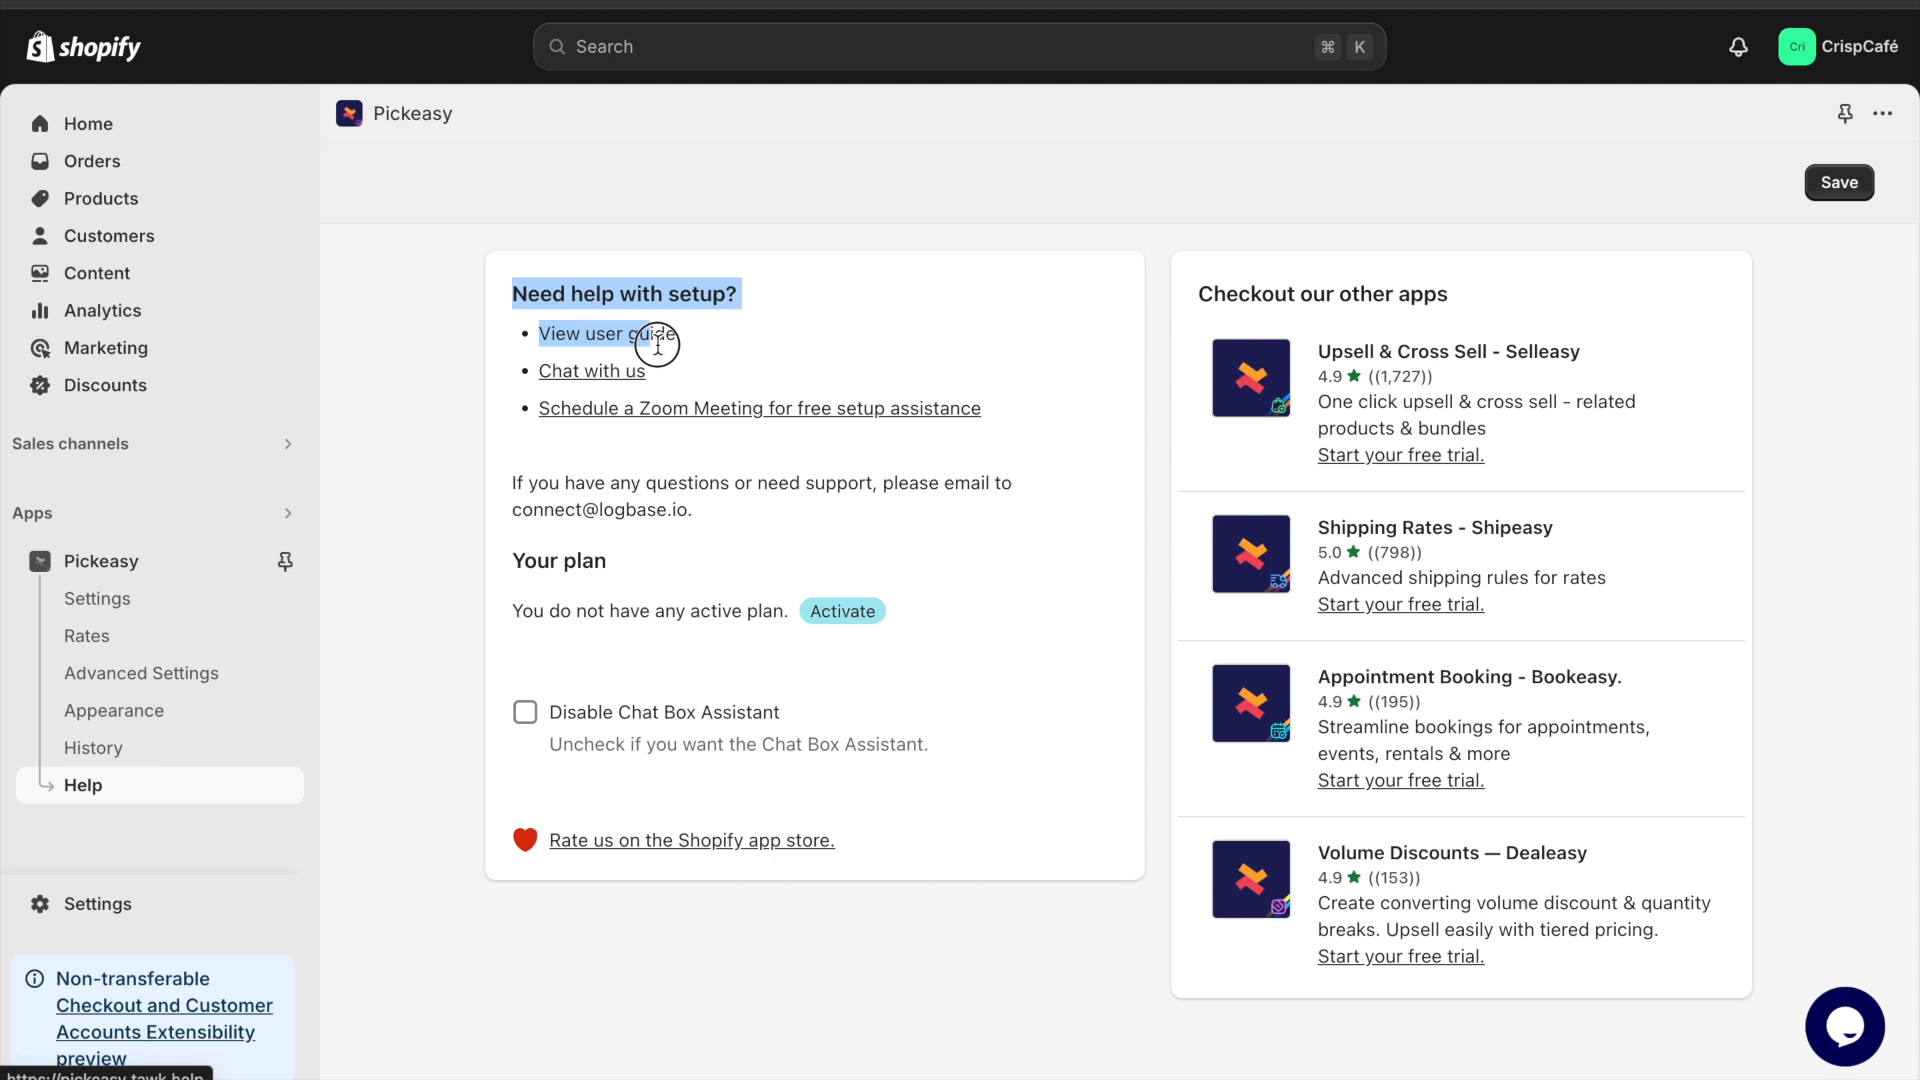 shopify
Search
⌘ K
Cri
CrispCafé
Home
Orders
Products
Customers
Content
Analytics
Marketing
Discounts
Sales channels
Apps
Pickeasy
Settings
Rates
Advanced Settings
Appearance
History
Help
Settings
Non-transferable
Checkout and Customer
Accounts Extensibility
preview
https://pickeasy.tawk.help
Pickeasy
Save
Need help with setup?
• View user guide
• Chat with us
• Schedule a Zoom Meeting for free setup assistance
If you have any questions or need support, please email to
connect@logbase.io.
Your plan
You do not have any active plan. Activate
Disable Chat Box Assistant
Uncheck if you want the Chat Box Assistant.
Rate us on the Shopify app store.
Checkout our other apps
Upsell & Cross Sell - Selleasy
4.9 ★ ((1,727))
One click upsell & cross sell - related
products & bundles
Start your free trial.
Shipping Rates - Shipeasy
5.0 ★ ((798))
Advanced shipping rules for rates
Start your free trial.
Appointment Booking - Bookeasy.
4.9 ★ ((195))
Streamline bookings for appointments,
events, rentals & more
Start your free trial.
Volume Discounts — Dealeasy
4.9 ★ ((153))
Create converting volume discount & quantity
breaks. Upsell easily with tiered pricing.
Start your free trial.